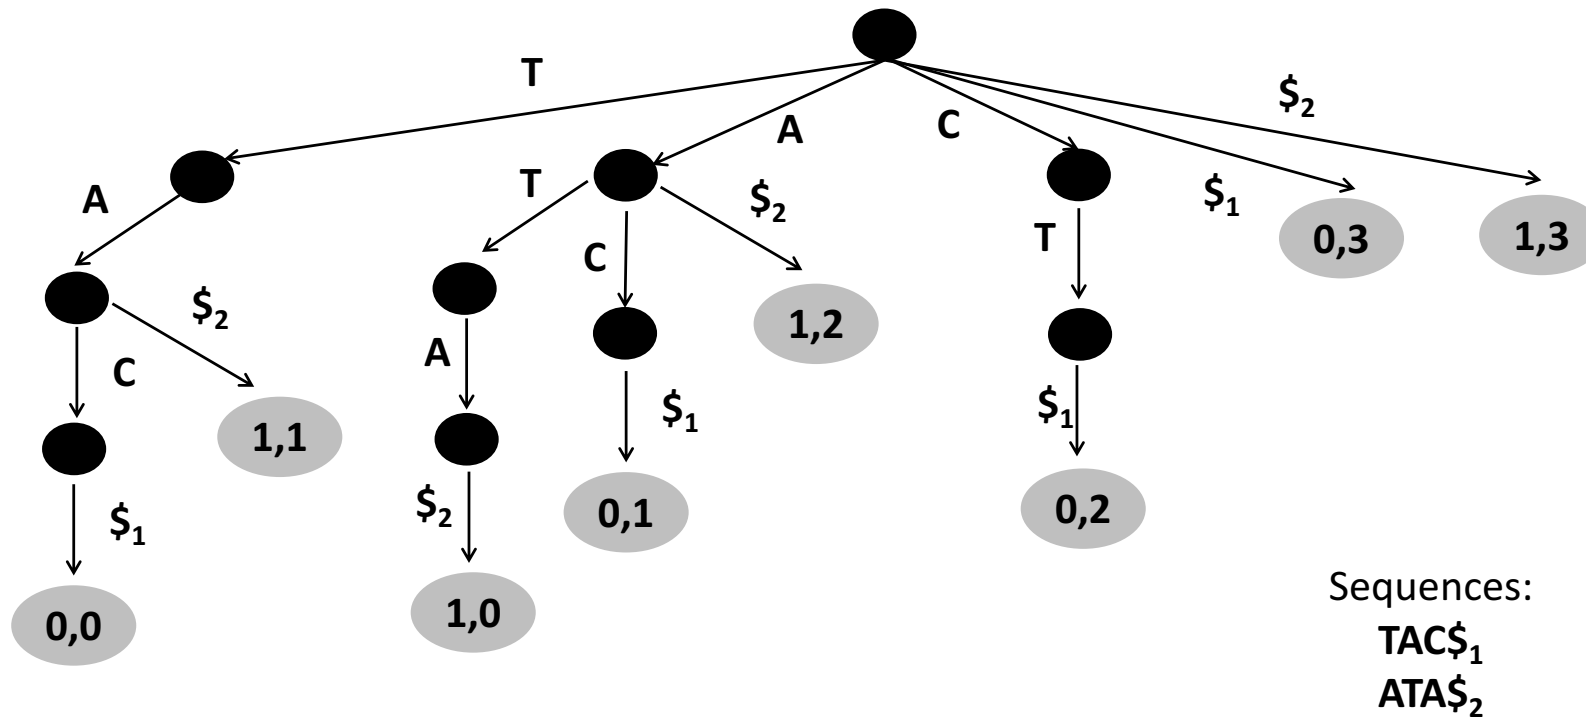 T
A
C
$₂
A
T
$₂
$₁
0,3
1,3
C
T
$₂
1,2
C
A
$₁
$₁
1,1
$₁
$₂
0,1
0,2
0,0
1,0
Sequences:
TAC$₁
ATA$₂